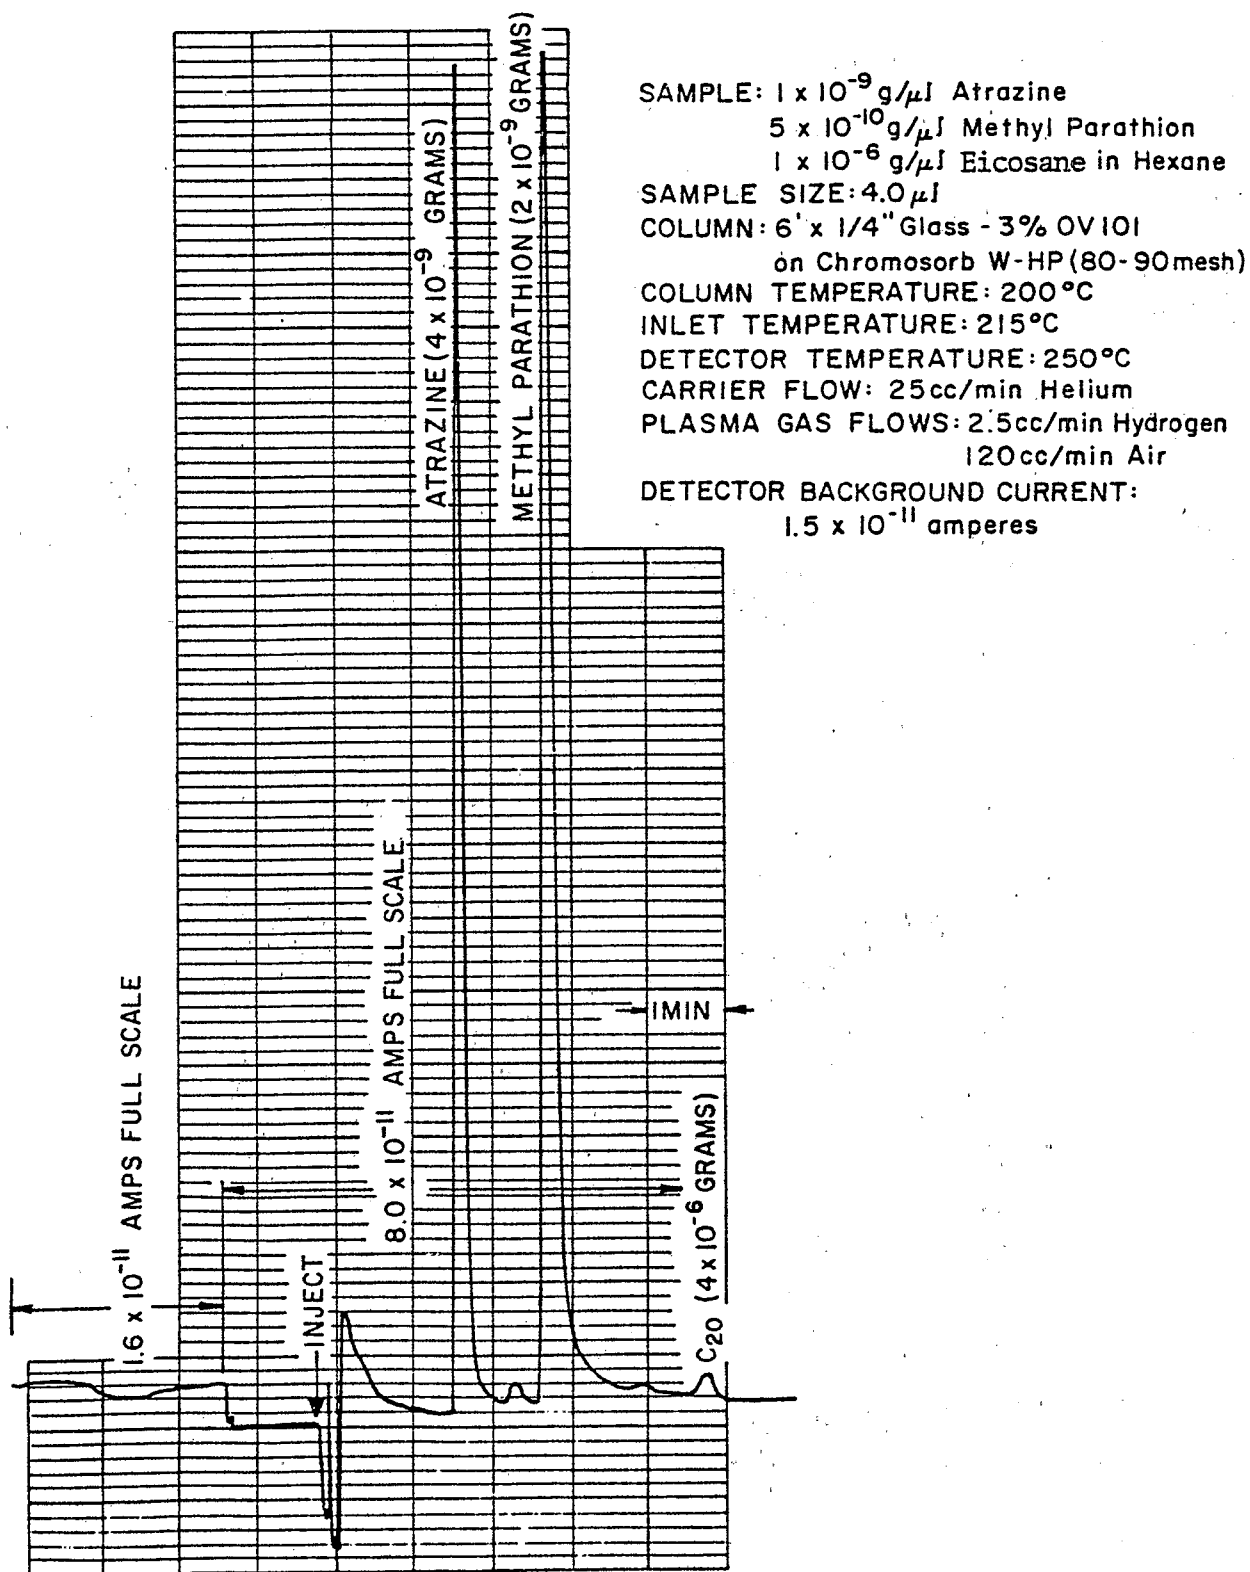 SAMPLE: 1 x 10⁻⁹ g/μl Atrazine
5 x 10⁻¹⁰ g/μl Methyl Parathion
1 x 10⁻⁶ g/μl Eicosane in Hexane
SAMPLE SIZE: 4.0 μl
COLUMN: 6' x 1/4" Glass - 3% OV 101
on Chromosorb W-HP (80-90 mesh)
COLUMN TEMPERATURE: 200°C
INLET TEMPERATURE: 215°C
DETECTOR TEMPERATURE: 250°C
CARRIER FLOW: 25cc/min Helium
PLASMA GAS FLOWS: 2.5cc/min Hydrogen
120cc/min Air
DETECTOR BACKGROUND CURRENT:
1.5 x 10⁻¹¹ amperes
ATRAZINE (4 x 10⁻⁹ GRAMS)
METHYL PARATHION (2 x 10⁻⁹ GRAMS)
1.6 x 10⁻¹¹ AMPS FULL SCALE
8.0 x 10⁻¹¹ AMPS FULL SCALE
INJECT
1MIN
C₂₀ (4 x 10⁻⁶ GRAMS)